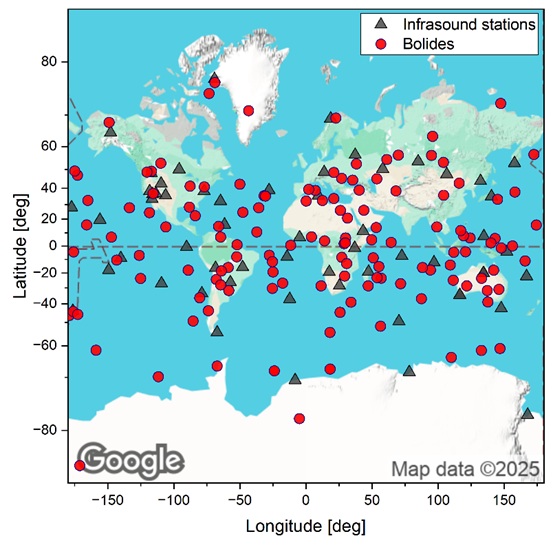 Infrasound stations
Bolides
80
60
40
20
0
−20
−40
−60
−80
Latitude [deg]
Google
Map data ©2025
−150
−100
−50
0
50
100
150
Longitude [deg]